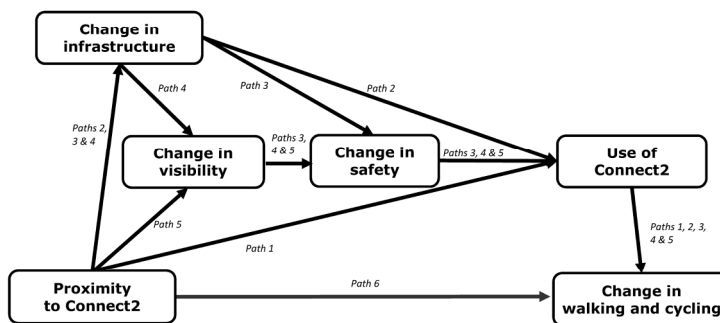 Change in
infrastructure
Path 4
Path 3
Path 2
Paths 2,
3 & 4
Change in
visibility
Paths 3,
4 & 5
Change in
safety
Paths 3, 4 & 5
Use of
Connect2
Path 5
Path 1
Paths 1, 2, 3,
4 & 5
Proximity
to Connect2
Path 6
Change in
walking and cycling